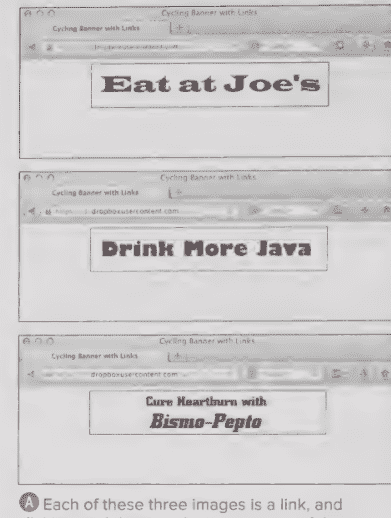 Cycling Banner with Links
Cycling Banner with Links
Eat at Joe's
Cycling Banner with Links
Cycling Banner with Links
dropboxusercontent.com
Drink More Java
Cycling Banner with Links
Cycling Banner with Links
dropboxusercontent.com
Cure Heartburn with
Bismo-Pepto
A Each of these three images is a link, and